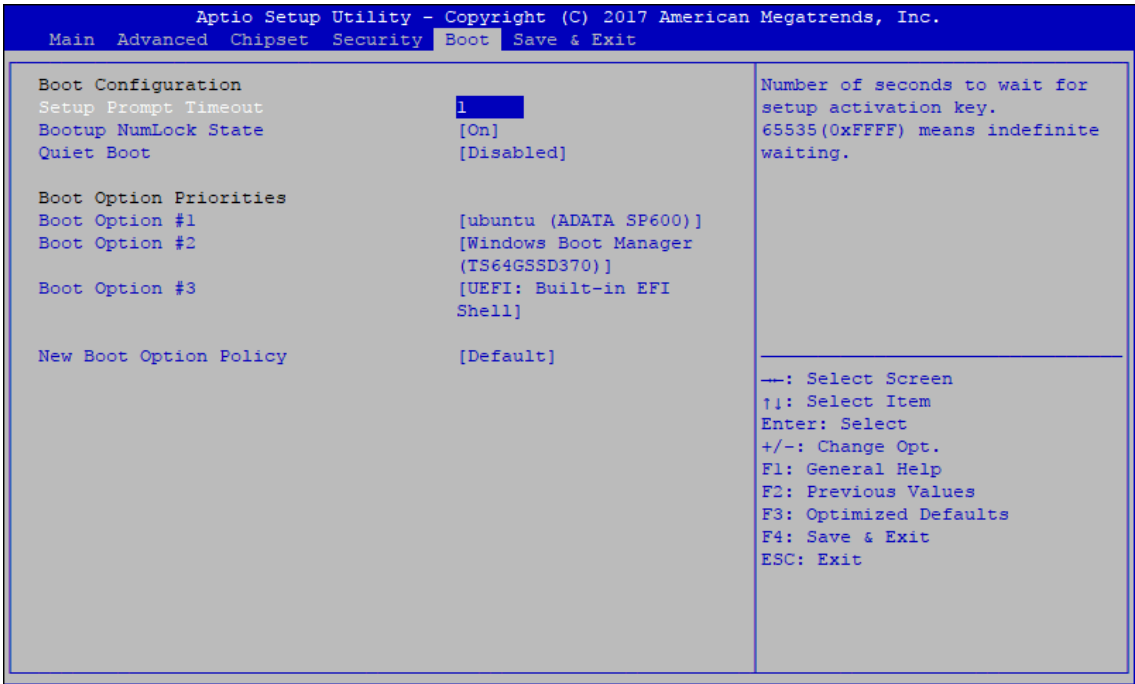 Aptio Setup Utility - Copyright (C) 2017 American Megatrends, Inc.
Main Advanced Chipset Security Boot Save & Exit
Boot Configuration
Setup Prompt Timeout 1
Bootup NumLock State [On]
Quiet Boot [Disabled]
Boot Option Priorities
Boot Option #1 [ubuntu (ADATA SP600)]
Boot Option #2 [Windows Boot Manager
(TS64GSSD370)]
Boot Option #3 [UEFI: Built-in EFI
Shell]
New Boot Option Policy [Default]
Number of seconds to wait for
setup activation key.
65535(0xFFFF) means indefinite
waiting.
→←: Select Screen
↑↓: Select Item
Enter: Select
+/-: Change Opt.
F1: General Help
F2: Previous Values
F3: Optimized Defaults
F4: Save & Exit
ESC: Exit